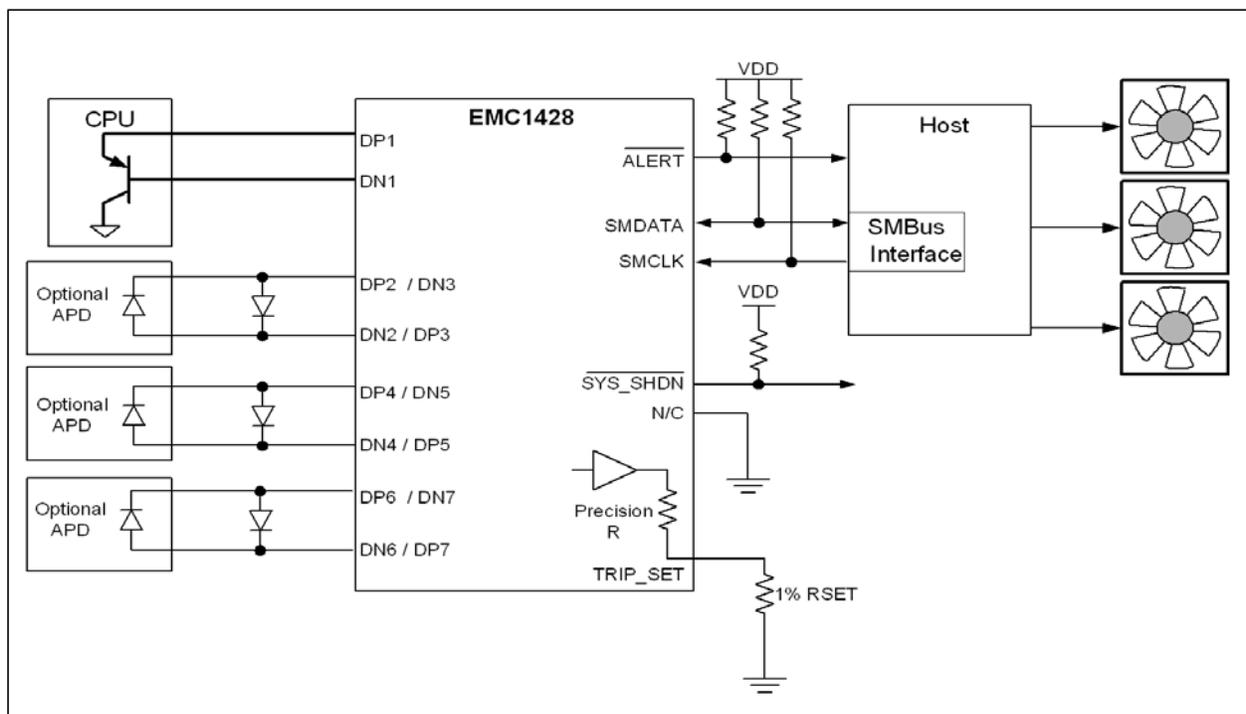 CPU
EMC1428
DP1
DN1
Optional
APD
DP2 / DN3
DN2 / DP3
Optional
APD
DP4 / DN5
DN4 / DP5
Optional
APD
DP6 / DN7
DN6 / DP7
ALERT
SMDATA
SMCLK
SYS_SHDN
N/C
Precision
R
TRIP_SET
VDD
VDD
1% RSET
Host
SMBus
Interface